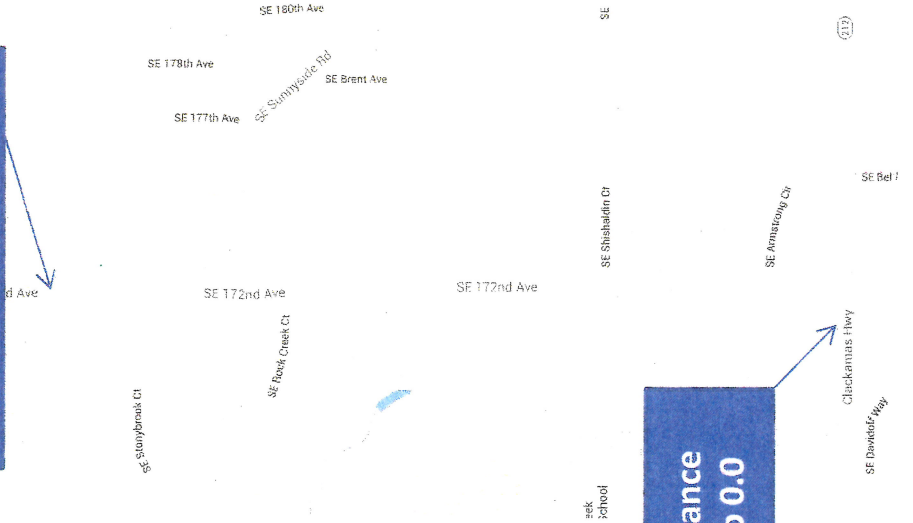 SE 180th Ave
SE
212
SE 178th Ave
SE Sunnyside Rd
SE Brent Ave
SE 177th Ave
SE Bel
SE Shishaldin Ct
SE Armstrong Cir
d Ave
SE 172nd Ave
SE 172nd Ave
SE Rock Creek Ct
Clackamas Hwy
SE Stonybrook Ct
SE Davidoff Way
ance
0.0
eek
School